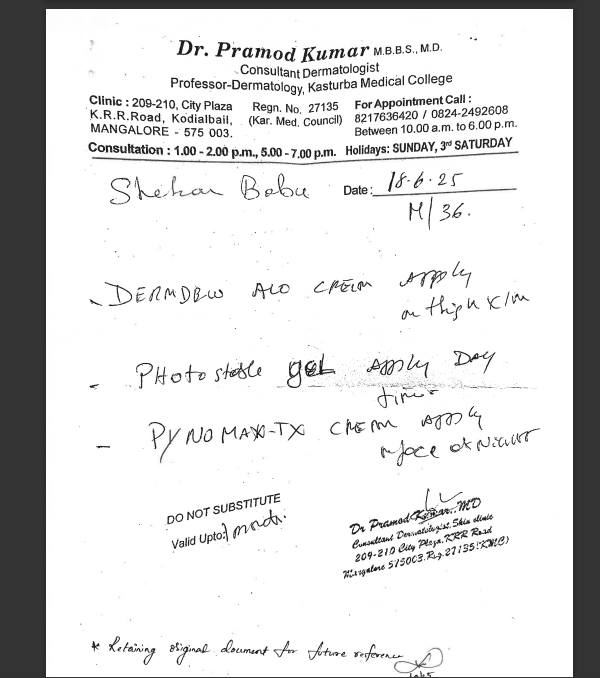 Dr. Pramod Kumar M.B.B.S., M.D.
Consultant Dermatologist
Professor-Dermatology, Kasturba Medical College
Clinic : 209-210, City Plaza
K.R.R.Road, Kodialbail,
MANGALORE - 575 003.
Regn. No. 27135
(Kar. Med. Council)
For Appointment Call :
8217636420 / 0824-2492608
Between 10.00 a.m. to 6.00 p.m.
Consultation : 1.00 - 2.00 p.m., 5.00 - 7.00 p.m. Holidays: SUNDAY, 3rd SATURDAY
Shekar Babu Date: 18-6-25
M/36.
- CREAM APPLY
on thigh
- PHotostable gel APPly DAY
time
- PYNOMAX-TX CREAM APPLY
face at Night
DO NOT SUBSTITUTE
Valid Upto: 1 month.
Dr Pramod Kumar. MD
Consultant Dermatologist, Skin clinic
209-210 City Plaza, KRR Road
Mangalore 575003. Reg. 27135 (KMC)
* Retaining original document for future reference